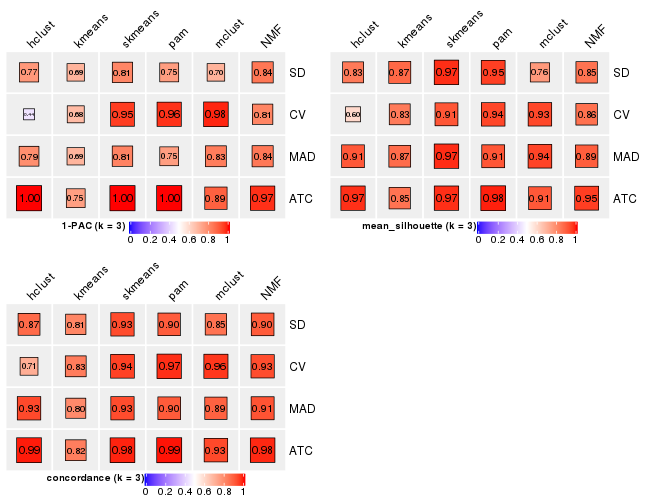 hclust kmeans skmeans pam mclust NMF
0.77 0.69 0.81 0.75 0.70 0.84 SD
0.68 0.95 0.96 0.98 0.81 CV
0.79 0.69 0.81 0.75 0.83 0.84 MAD
1.00 0.75 1.00 1.00 0.89 0.97 ATC
1-PAC (k = 3)
0 0.2 0.4 0.6 0.8 1
hclust kmeans skmeans pam mclust NMF
0.83 0.87 0.97 0.95 0.76 0.85 SD
0.60 0.83 0.91 0.94 0.93 0.86 CV
0.91 0.87 0.97 0.91 0.94 0.89 MAD
0.97 0.85 0.97 0.98 0.91 0.95 ATC
mean_silhouette (k = 3)
0 0.2 0.4 0.6 0.8 1
hclust kmeans skmeans pam mclust NMF
0.87 0.81 0.93 0.90 0.85 0.90 SD
0.71 0.83 0.94 0.97 0.96 0.93 CV
0.93 0.80 0.93 0.90 0.89 0.91 MAD
0.99 0.82 0.98 0.99 0.93 0.98 ATC
concordance (k = 3)
0 0.2 0.4 0.6 0.8 1